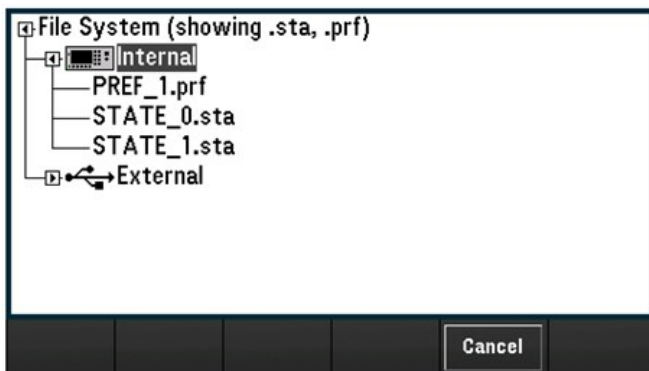 File System (showing .sta, .prf)
Internal
PREF_1.prf
STATE_0.sta
STATE_1.sta
External
Cancel